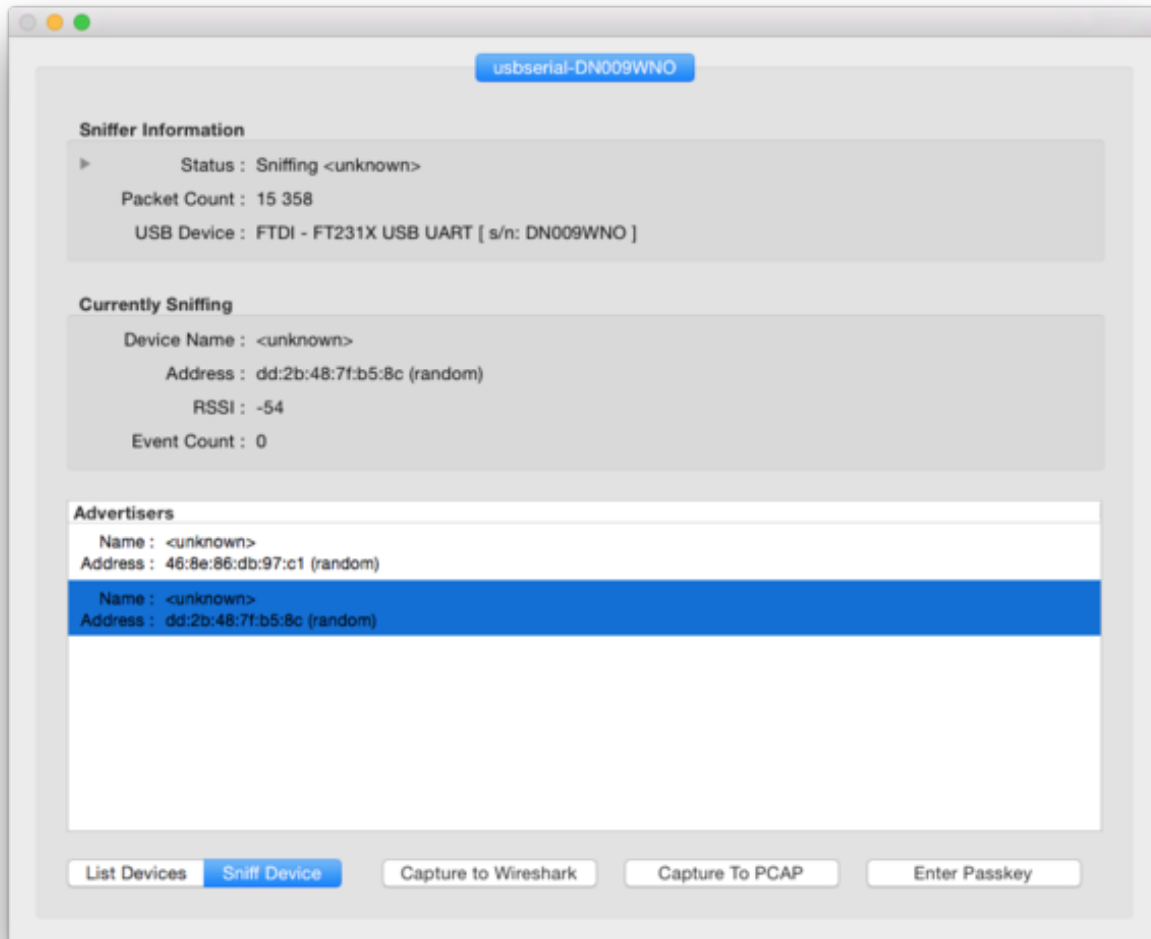 usbserial-DN009WNO
Sniffer Information
Status : Sniffing <unknown>
Packet Count : 15 358
USB Device : FTDI - FT231X USB UART [ s/n: DN009WNO ]
Currently Sniffing
Device Name : <unknown>
Address : dd:2b:48:7f:b5:8c (random)
RSSI : -54
Event Count : 0
Advertisers
Name : <unknown>
Address : 46:8e:86:db:97:c1 (random)
Name : <unknown>
Address : dd:2b:48:7f:b5:8c (random)
List Devices Sniff Device Capture to Wireshark Capture To PCAP Enter Passkey